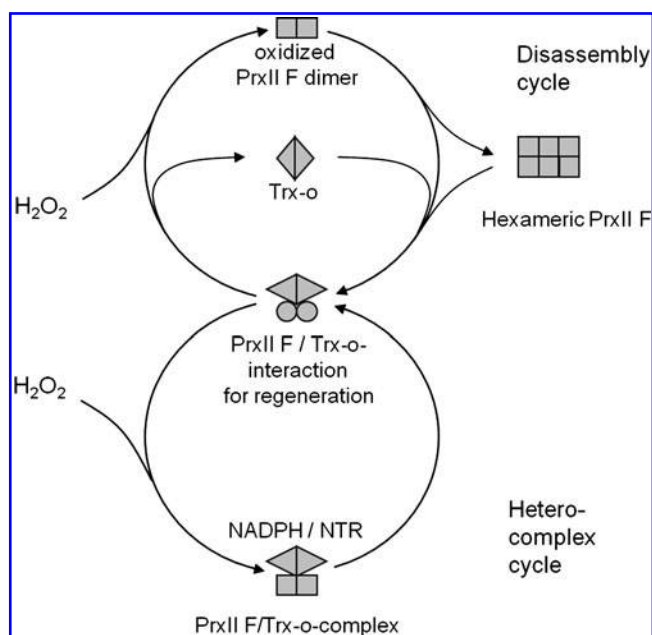 oxidized
PrxII F dimer
Disassembly
cycle
Trx-o
H₂O₂
Hexameric PrxII F
PrxII F / Trx-o-
interaction
for regeneration
H₂O₂
NADPH / NTR
Hetero-
complex
cycle
PrxII F/Trx-o-complex